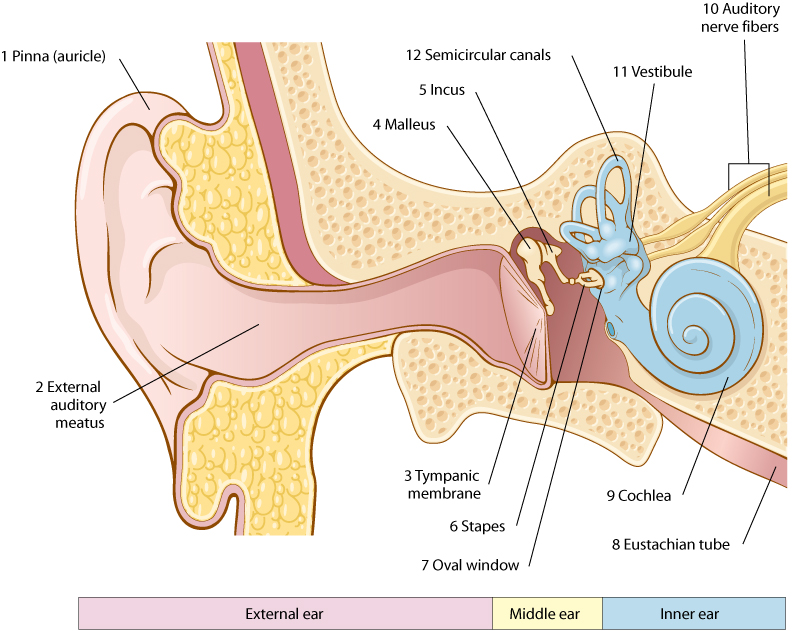 10 Auditory
nerve fibers
1 Pinna (auricle)
12 Semicircular canals
11 Vestibule
5 Incus
4 Malleus
2 External
auditory
meatus
3 Tympanic
membrane
9 Cochlea
6 Stapes
8 Eustachian tube
7 Oval window
External ear
Middle ear
Inner ear